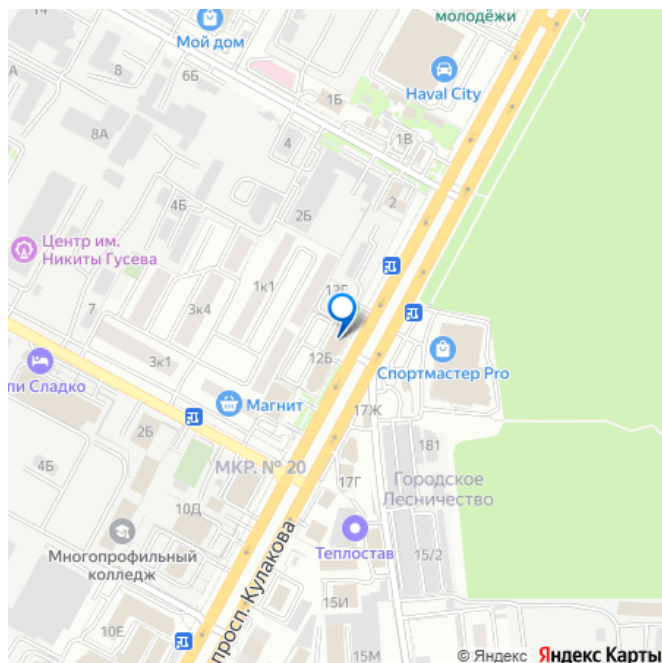 14
молодёжи
Мой дом
А
8
6Б
Haval City
1Б
8А
4
1В
4Б
2
2Б
Центр им.
Никиты Гусева
1к1
7
3к4
12Б
3к1
Спортмастер Pro
ли Сладко
Магнит
17Ж
2Б
181
МКР. № 20
4Б
17Г
Городское
Лесничество
10Д
Многопрофильный
колледж
Теплостав
15/2
просп. Кулакова
15И
10Е
15М
© Яндекс Яндекс Карты